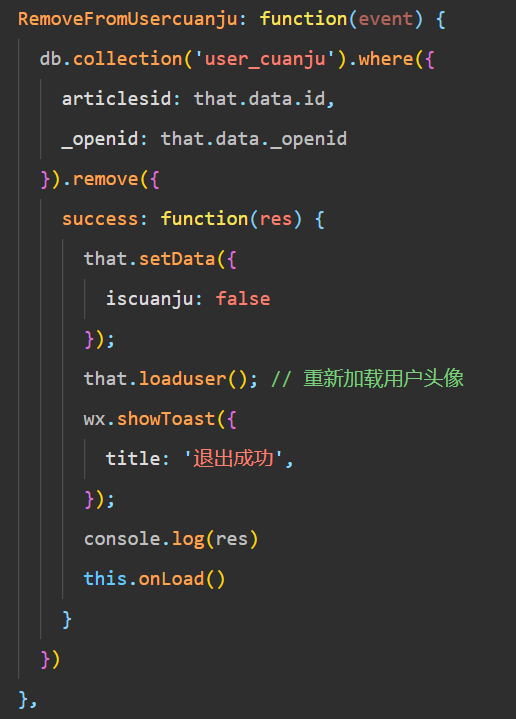 RemoveFromUsercuanju: function(event) {
db.collection('user_cuanju').where({
articlesid: that.data.id,
_openid: that.data._openid
}).remove({
success: function(res) {
that.setData({
iscuanju: false
});
that.loaduser(); // 重新加载用户头像
wx.showToast({
title: '退出成功',
});
console.log(res)
this.onLoad()
}
})
},